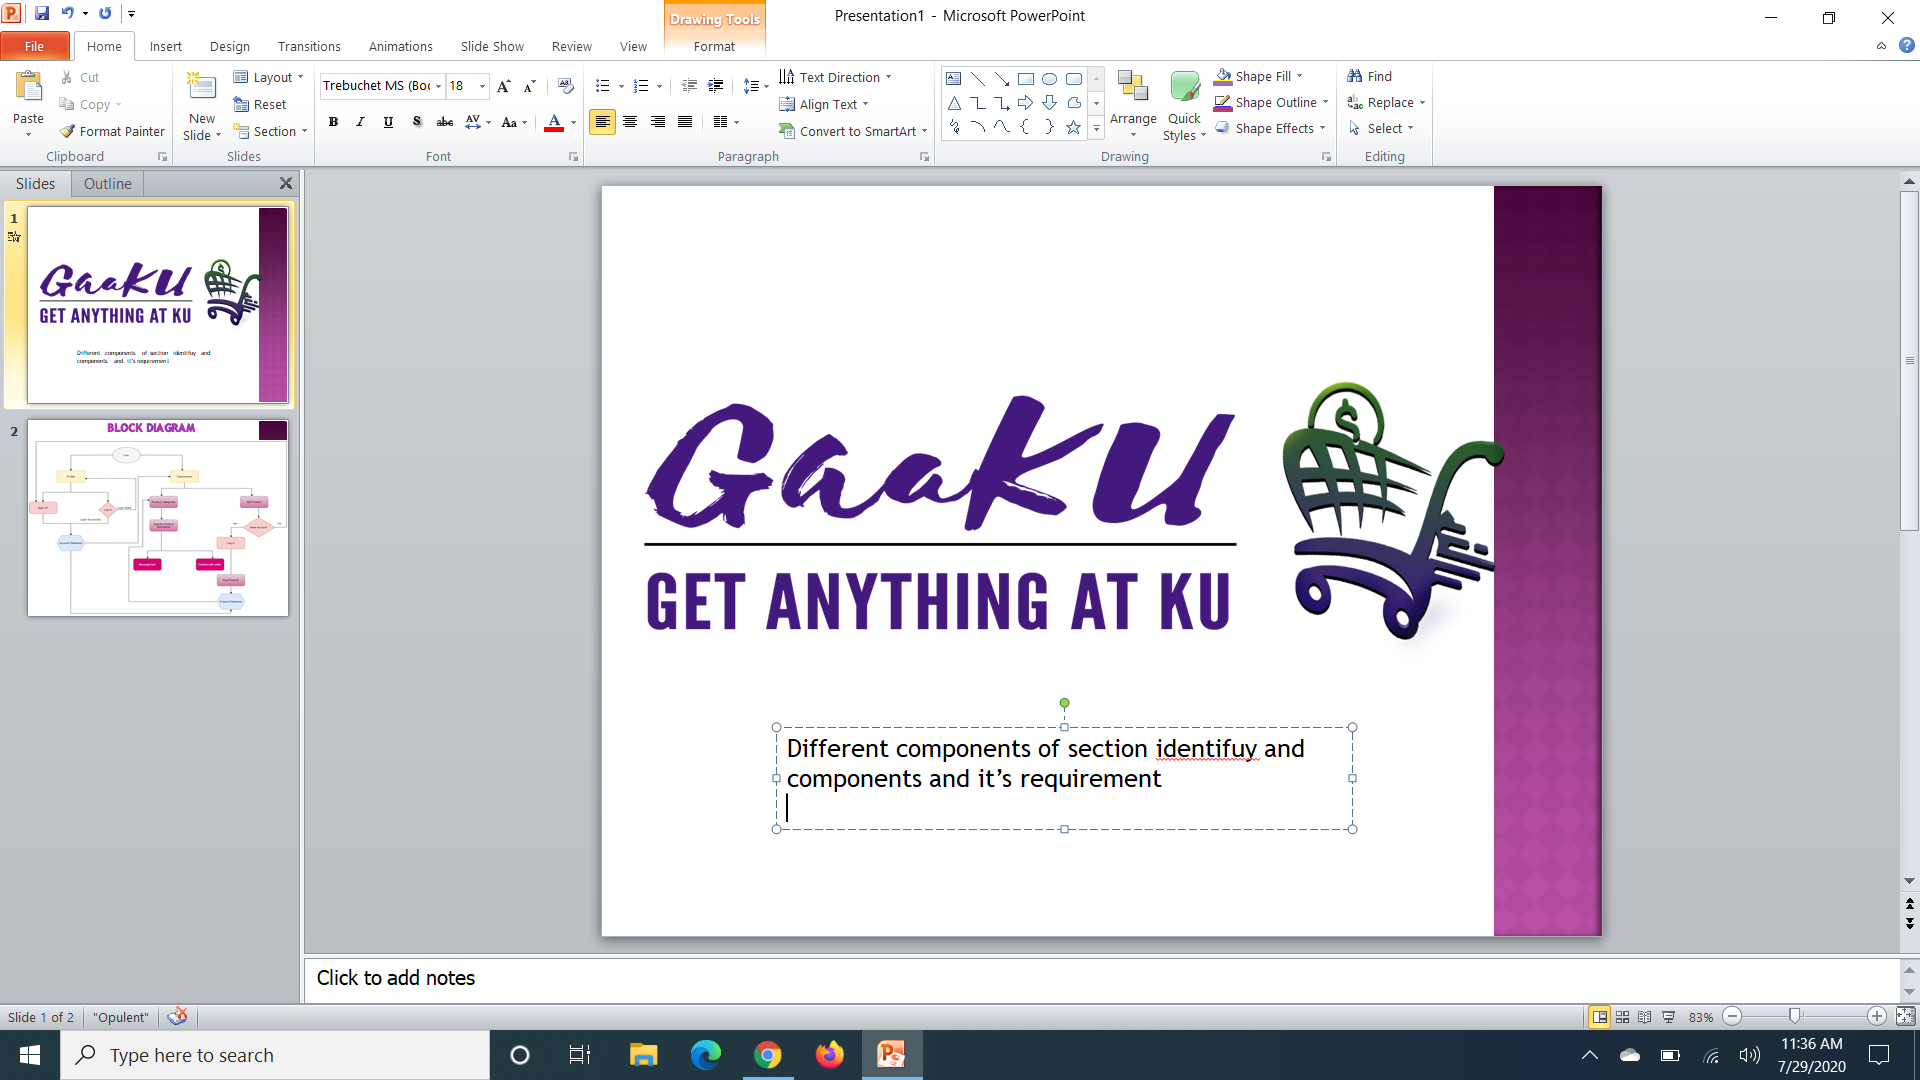 Presentation1 - Microsoft PowerPoint
Drawing Tools
File Home Insert Design Transitions Animations Slide Show Review View Format
Paste
Cut
Copy
Format Painter
Clipboard
New Slide
Layout
Reset
Section
Slides
Trebuchet MS (Boc 18
Font
Text Direction
Align Text
Convert to SmartArt
Paragraph
Arrange
Quick Styles
Shape Fill
Shape Outline
Shape Effects
Drawing
Find
Replace
Select
Editing
Slides Outline
1
GaaKU
GET ANYTHING AT KU
Different components of section identifuy and
components and it's requirement
2
BLOCK DIAGRAM
GaaKU
GET ANYTHING AT KU
Different components of section identifuy and
components and it’s requirement
Click to add notes
Slide 1 of 2 "Opulent" 83%
Type here to search
11:36 AM
7/29/2020